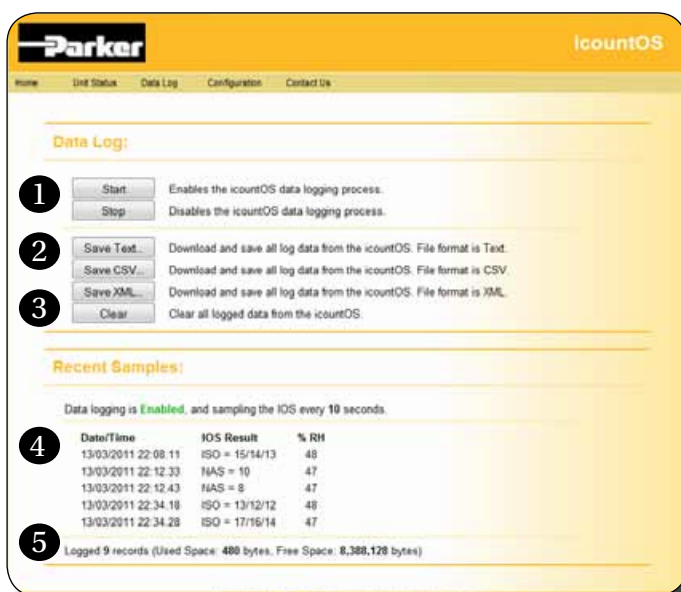 Parker
IcountOS
Home Unit Status Data Log Configuration Contact Us
Data Log:
1 Start Enables the icountOS data logging process.
Stop Disables the icountOS data logging process.
2 Save Text... Download and save all log data from the icountOS. File format is Text.
Save CSV... Download and save all log data from the icountOS. File format is CSV.
Save XML... Download and save all log data from the icountOS. File format is XML.
3 Clear Clear all logged data from the icountOS.
Recent Samples:
Data logging is Enabled, and sampling the IOS every 10 seconds.
4 Date/Time IOS Result % RH
13/03/2011 22:08:11 ISO = 15/14/13 48
13/03/2011 22:12:33 NAS = 10 47
13/03/2011 22:12:43 NAS = 8 47
13/03/2011 22:34:18 ISO = 13/12/12 48
13/03/2011 22:34:28 ISO = 17/16/14 47
5 Logged 9 records (Used Space: 480 bytes, Free Space: 8,388,128 bytes)